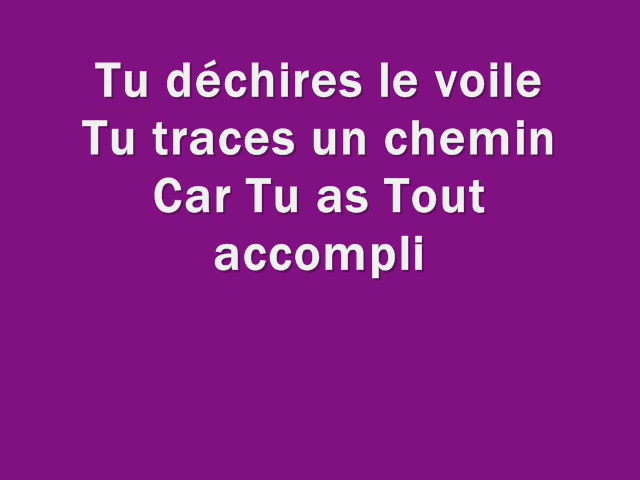 Tu déchires le voile
Tu traces un chemin
Car Tu as Tout
accompli